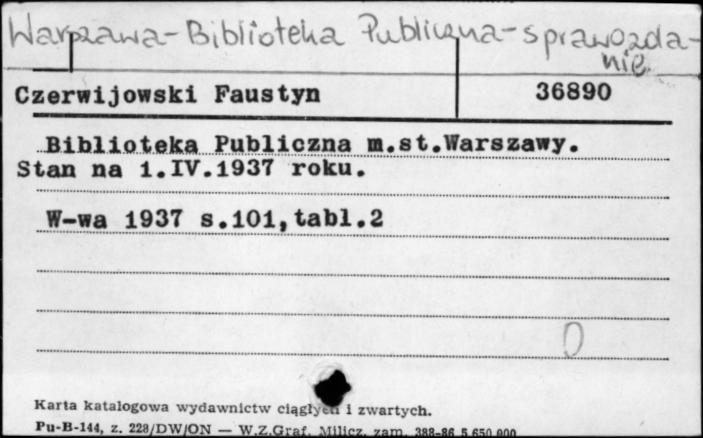 Warszawa - Biblioteka Publiczna - sprawozda-
nie
Czerwijowski Faustyn 36890
Biblioteka Publiczna m.st.Warszawy.
Stan na 1.IV.1937 roku.
W-wa 1937 s.101,tabl.2
0
Karta katalogowa wydawnictw ciągłych i zwartych.
Pu-B-144, z. 228/DW/ON — W.Z.Graf. Milicz, zam. 388-86 5.650.000